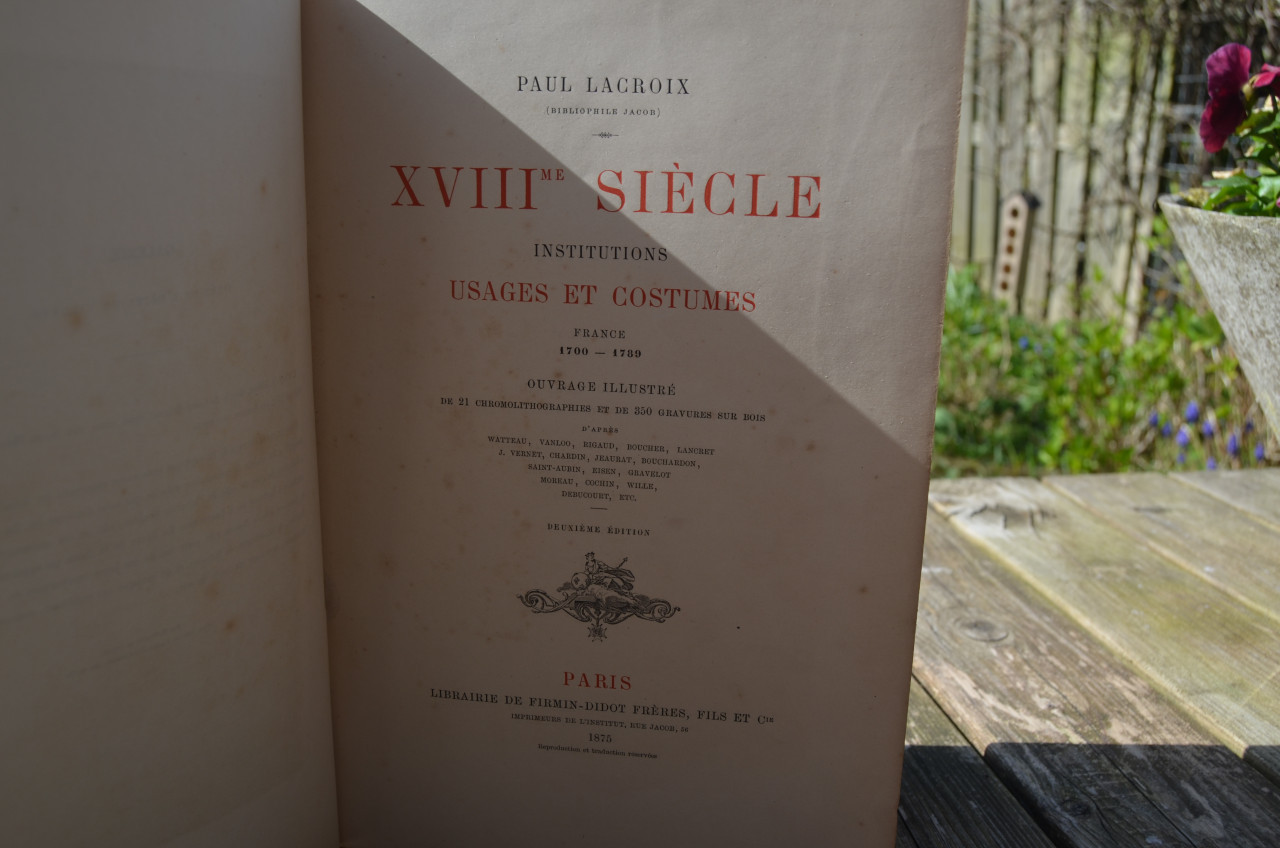 PAUL LACROIX
(BIBLIOPHILE JACOB)
XVIIIME SIÈCLE
INSTITUTIONS
USAGES ET COSTUMES
FRANCE
1700 — 1789
OUVRAGE ILLUSTRÉ
DE 21 CHROMOLITHOGRAPHIES ET DE 350 GRAVURES SUR BOIS
D'APRÈS
WATTEAU, VANLOO, RIGAUD, BOUCHER, LANCRET
J. VERNET, CHARDIN, JEAURAT, BOUCHARDON,
SAINT-AUBIN, EISEN, GRAVELOT
MOREAU, COCHIN, WILLE,
DEBUCOURT, ETC.
DEUXIÈME ÉDITION
PARIS
LIBRAIRIE DE FIRMIN-DIDOT FRÈRES, FILS ET CIE
IMPRIMEURS DE L'INSTITUT, RUE JACOB, 56
1875
Reproduction et traduction réservées